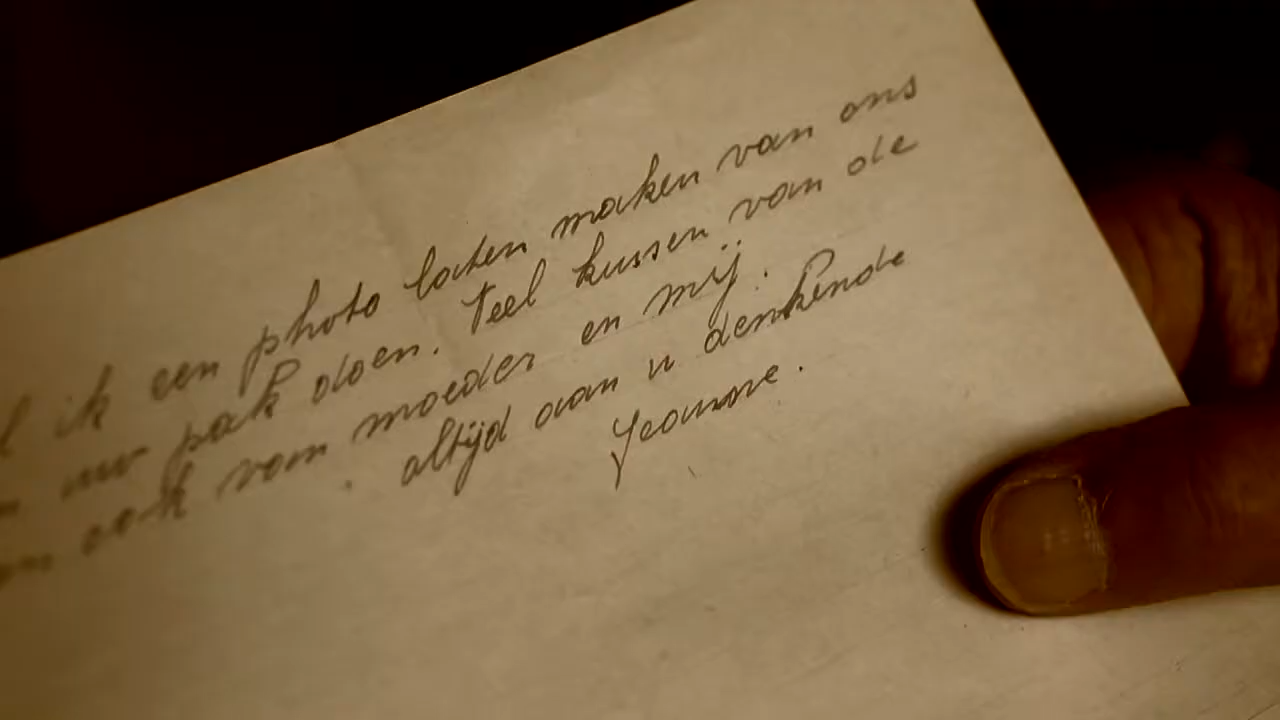 ik een photo laten maken van ons
uw pak doen. Veel kussen van de
ook van moeder en mij.
altijd aan u denkende
Jeanne.